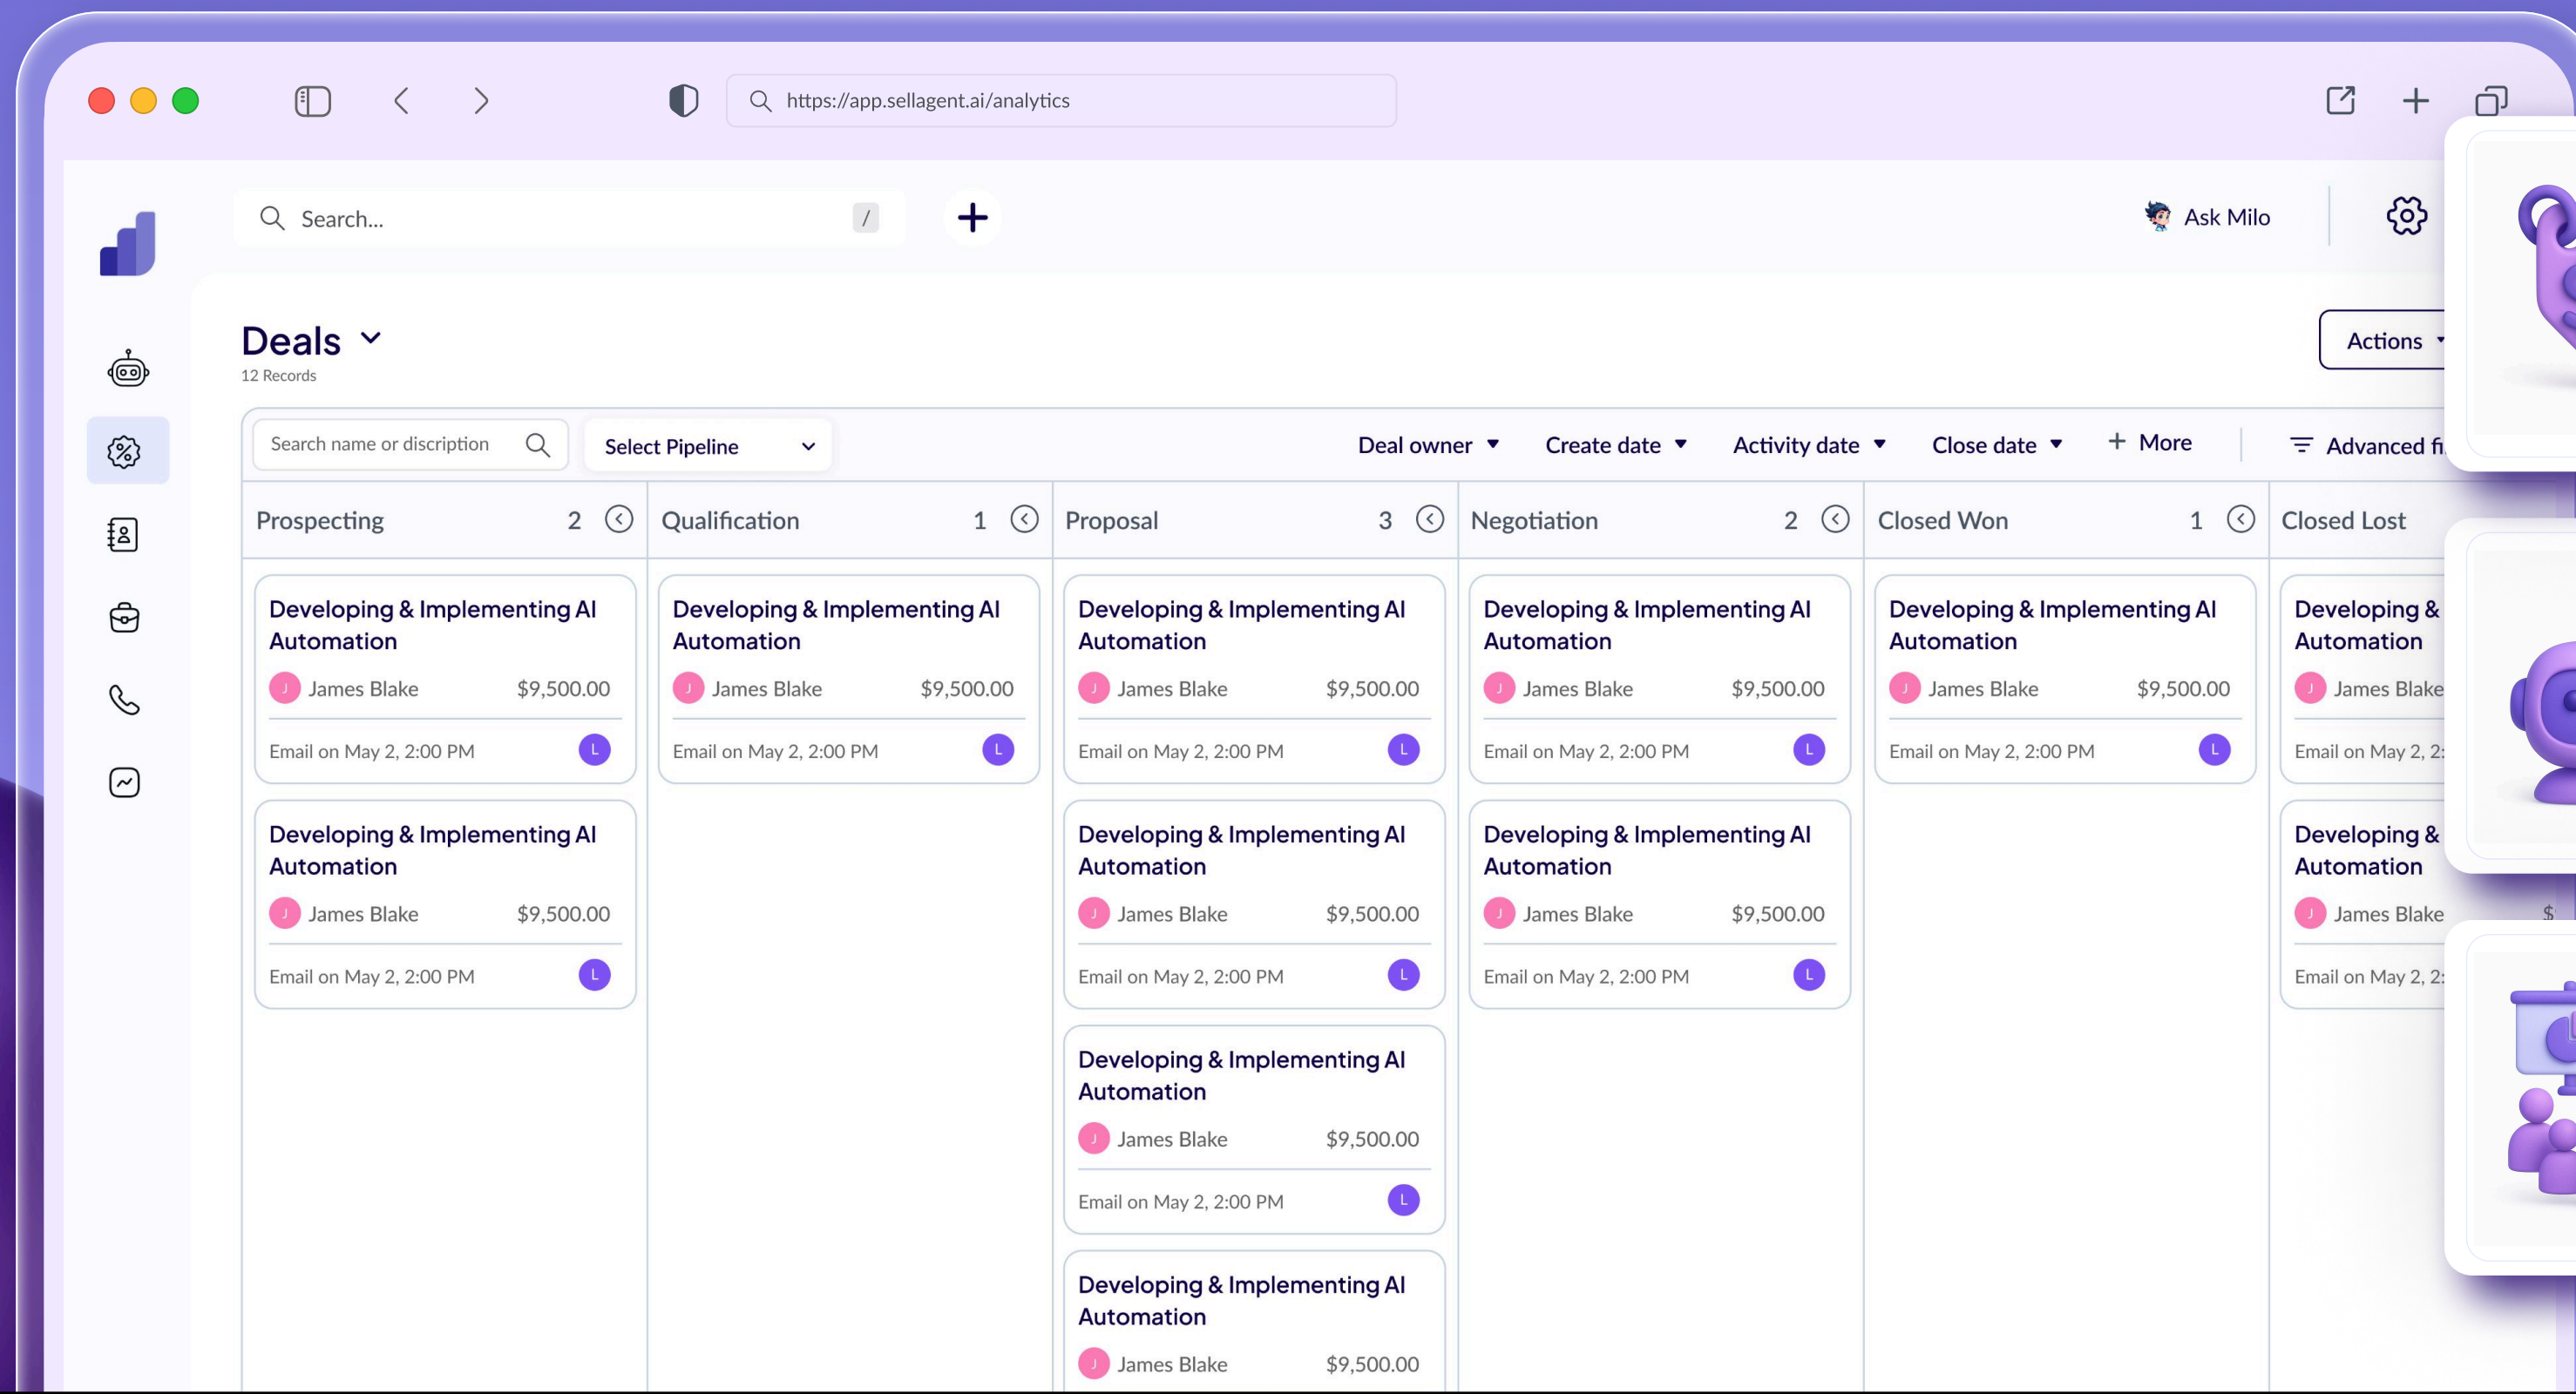 https://app.sellagent.ai/analytics
Search...
/
Ask Milo
Deals
12 Records
Actions
Search name or discription
Select Pipeline
Deal owner
Create date
Activity date
Close date
+ More
Advanced
Prospecting 2
Qualification 1
Proposal 3
Negotiation 2
Closed Won 1
Closed Lost
Developing & Implementing AI
Automation
J James Blake $9,500.00
Email on May 2, 2:00 PM L
Developing & Implementing AI
Automation
J James Blake $9,500.00
Email on May 2, 2:00 PM L
Developing & Implementing AI
Automation
J James Blake $9,500.00
Email on May 2, 2:00 PM L
Developing & Implementing AI
Automation
J James Blake $9,500.00
Email on May 2, 2:00 PM L
Developing & Implementing AI
Automation
J James Blake $9,500.00
Email on May 2, 2:00 PM L
Developing & Implementing AI
Automation
J James Blake $9,500.00
Email on May 2, 2:00 PM L
Developing & Implementing AI
Automation
J James Blake $9,500.00
Developing & Implementing AI
Automation
J James Blake $9,500.00
Email on May 2, 2:00 PM L
Developing & Implementing AI
Automation
J James Blake $9,500.00
Email on May 2, 2:00 PM L
Developing & Implementing AI
Automation
J James Blake $9,500.00
Email on May 2, 2:00 PM L
Developing &
Automation
J James Blake
Email on May 2, 2:
Developing &
Automation
J James Blake $
Email on May 2, 2: